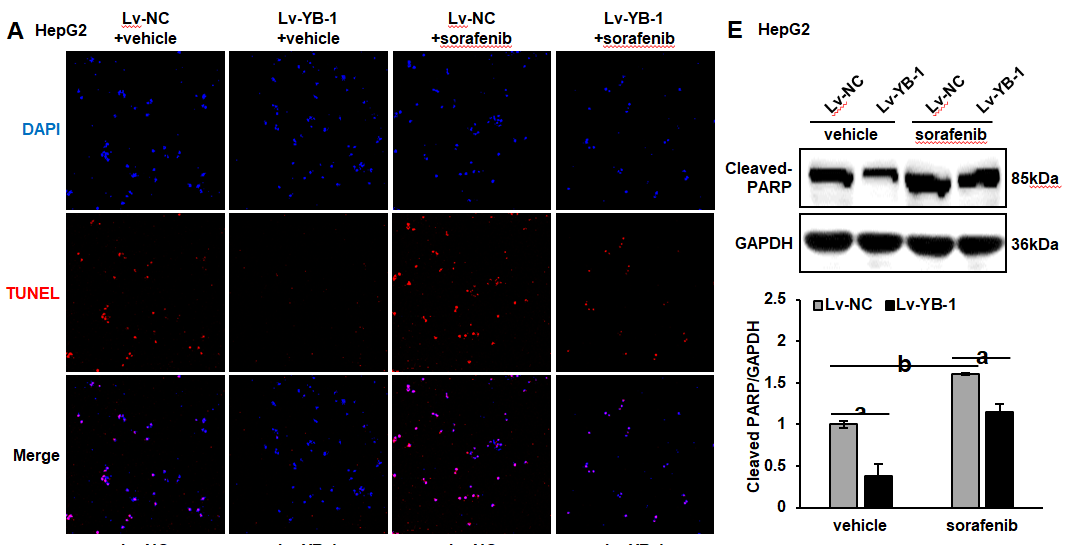 A HepG2
Lv-NC
+vehicle
Lv-YB-1
+vehicle
Lv-NC
+sorafenib
Lv-YB-1
+sorafenib
DAPI
TUNEL
Merge
E HepG2
Lv-NC
Lv-YB-1
Lv-NC
Lv-YB-1
vehicle
sorafenib
Cleaved-
PARP
85kDa
GAPDH
36kDa
2.5
2
1.5
1
0.5
0
Cleaved PARP/GAPDH
Lv-NC Lv-YB-1
a
b
a
vehicle
sorafenib